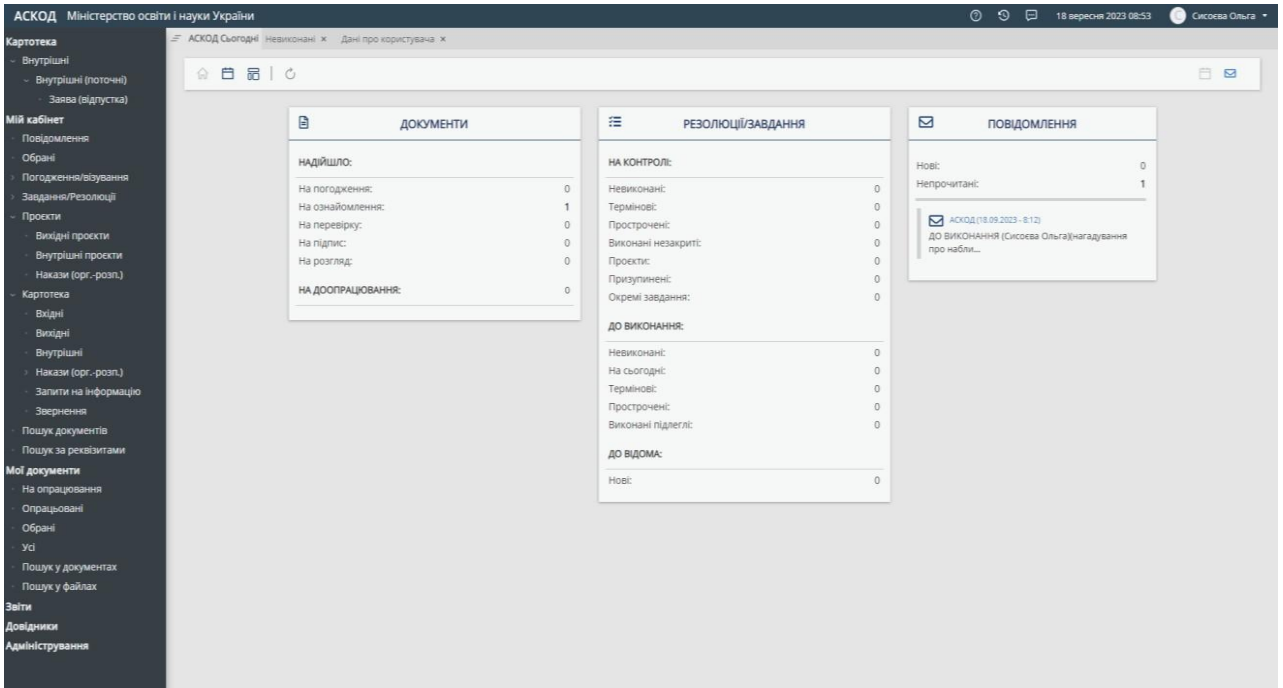 АСКОД Міністерство освіти і науки України
18 вересня 2023 08:53
Сисоєва Ольга
АСКОД Сьогодні
Невиконані ×
Дані про користувача ×
Картотека
Внутрішні
Внутрішні (поточні)
Заява (відпустка)
Мій кабінет
Повідомлення
Обрані
Погодження/візування
Завдання/Резолюції
Проєкти
Вихідні проєкти
Внутрішні проєкти
Накази (орг.-розп.)
Картотека
Вхідні
Вихідні
Внутрішні
Накази (орг.-розп.)
Запити на інформацію
Звернення
Пошук документів
Пошук за реквізитами
Мої документи
На опрацювання
Опрацьовані
Обрані
Усі
Пошук у документах
Пошук у файлах
Звіти
Довідники
Адміністрування
ДОКУМЕНТИ
НАДІЙШЛО:
На погодження: 0
На ознайомлення: 1
На перевірку: 0
На підпис: 0
На розгляд: 0
НА ДООПРАЦЮВАННЯ: 0
РЕЗОЛЮЦІЇ/ЗАВДАННЯ
НА КОНТРОЛІ:
Невиконані: 0
Термінові: 0
Прострочені: 0
Виконані незакриті: 0
Проєкти: 0
Призупинені: 0
Окремі завдання: 0
ДО ВИКОНАННЯ:
Невиконані: 0
На сьогодні: 0
Термінові: 0
Прострочені: 0
Виконані підлеглі: 0
ДО ВІДОМА:
Нові: 0
ПОВІДОМЛЕННЯ
Нові: 0
Непрочитані: 1
АСКОД (18.09.2023 - 8:12)
ДО ВИКОНАННЯ (Сисоєва Ольга)(нагадування
про набли...